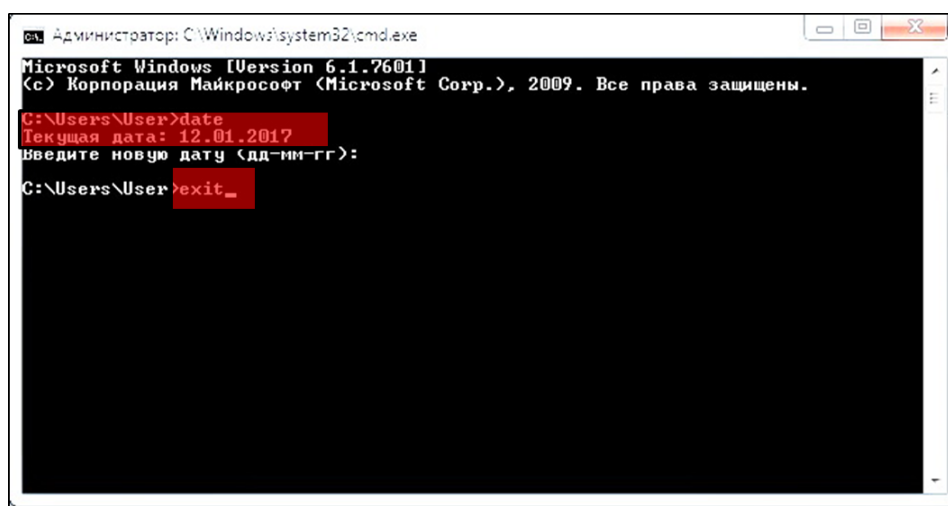 Администратор: C:\Windows\system32\cmd.exe
Microsoft Windows [Version 6.1.7601]
(c) Корпорация Майкрософт (Microsoft Corp.), 2009. Все права защищены.
C:\Users\User>date
Текущая дата: 12.01.2017
Введите новую дату (дд-мм-гг):
C:\Users\User>exit_